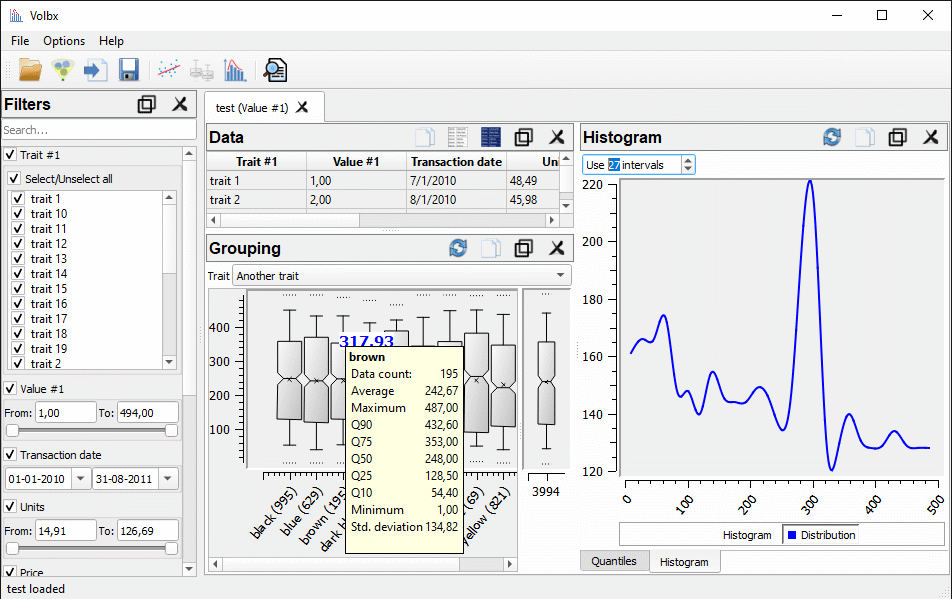 Volbx
File Options Help
Filters
Search...
Trait #1
Select/Unselect all
trait 1
trait 10
trait 11
trait 12
trait 13
trait 14
trait 15
trait 16
trait 17
trait 18
trait 19
trait 2
Value #1
From: 1,00 To: 494,00
Transaction date
01-01-2010 31-08-2011
Units
From: 14,91 To: 126,69
Price
test loaded
test (Value #1)
Data
Trait #1 Value #1 Transaction date Uni
trait 1 1,00 7/1/2010 48,49
trait 2 2,00 8/1/2010 45,98
Grouping
Trait Another trait
400
300
200
100
317.93
brown
Data count: 195
Average 242,67
Maximum 487,00
Q90 432,60
Q75 353,00
Q50 248,00
Q25 128,50
Q10 54,40
Minimum 1,00
Std. deviation 134,82
black (995)
blue (629)
brown (195
dark b
(69)
yellow (821)
3994
Histogram
Use 27 intervals
220
200
180
160
140
120
0 100 200 300 400 500
Histogram Distribution
Quantiles Histogram